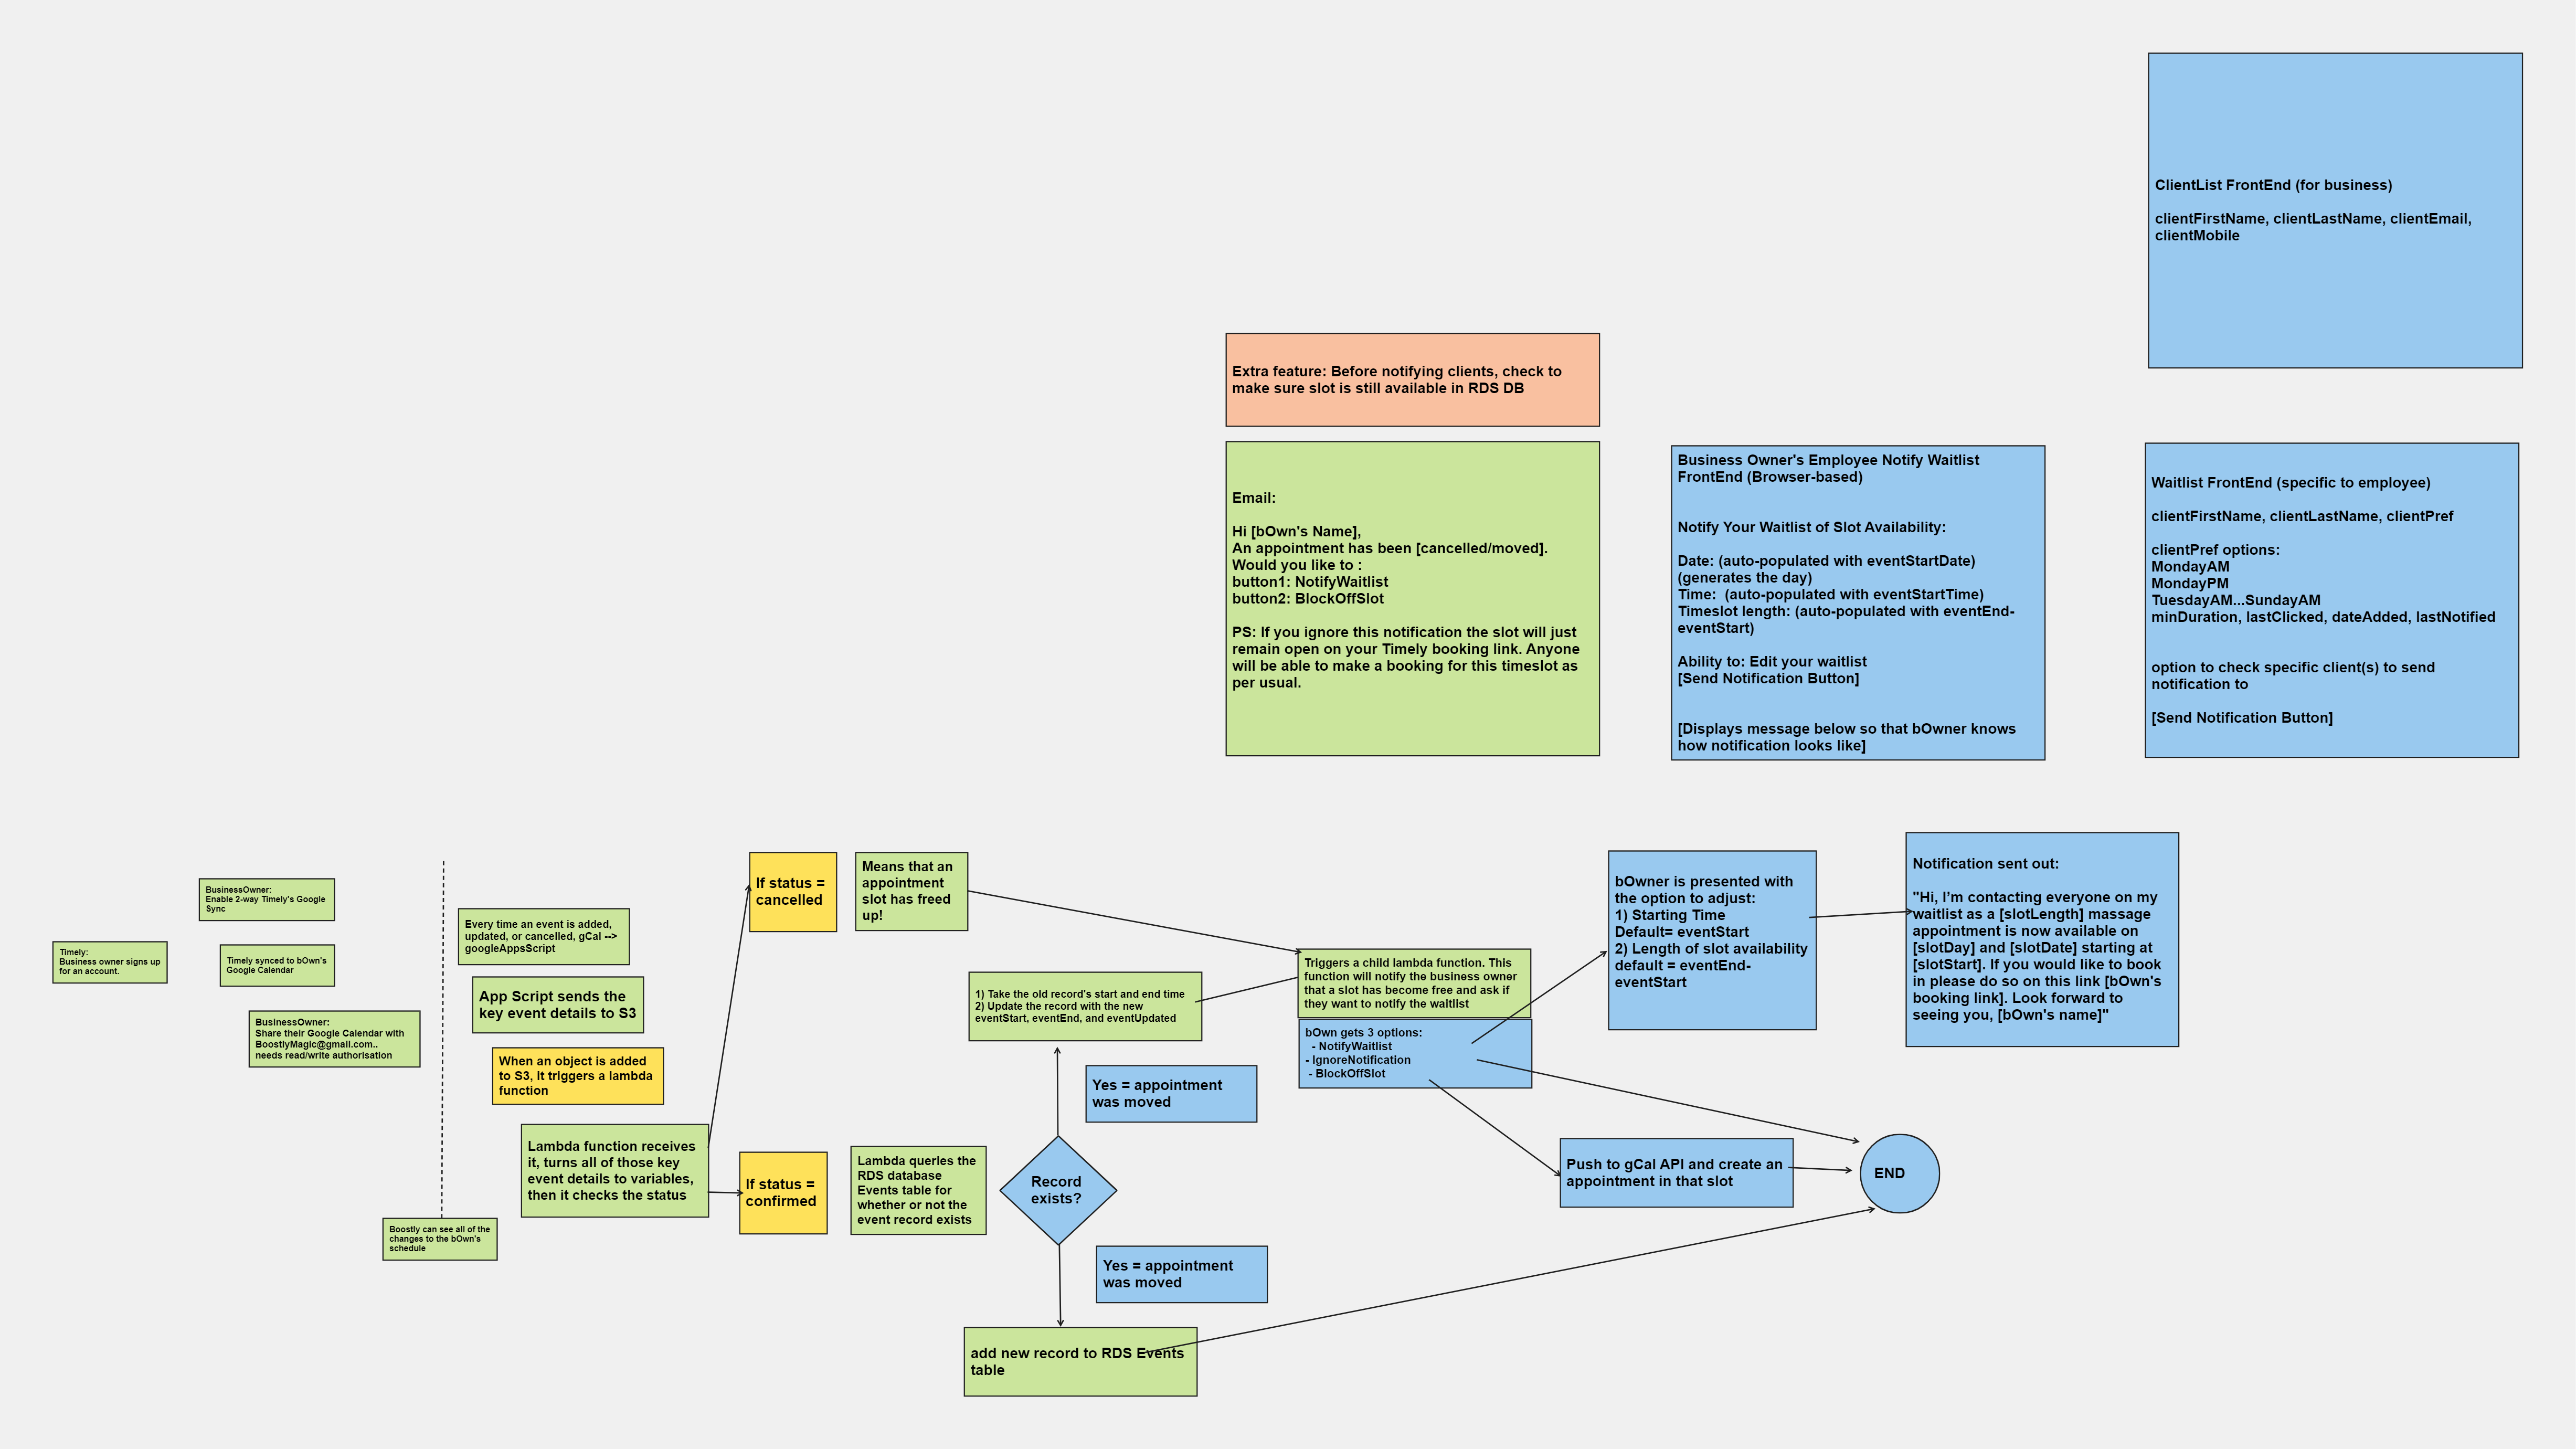 ClientList FrontEnd (for business)
clientFirstName, clientLastName, clientEmail,
clientMobile
Extra feature: Before notifying clients, check to
make sure slot is still available in RDS DB
Email:
Hi [bOwn's Name],
An appointment has been [cancelled/moved].
Would you like to :
button1: NotifyWaitlist
button2: BlockOffSlot
PS: If you ignore this notification the slot will just
remain open on your Timely booking link. Anyone
will be able to make a booking for this timeslot as
per usual.
Business Owner's Employee Notify Waitlist
FrontEnd (Browser-based)
Notify Your Waitlist of Slot Availability:
Date: (auto-populated with eventStartDate)
(generates the day)
Time:  (auto-populated with eventStartTime)
Timeslot length: (auto-populated with eventEnd-
eventStart)
Ability to: Edit your waitlist
[Send Notification Button]
[Displays message below so that bOwner knows
how notification looks like]
Waitlist FrontEnd (specific to employee)
clientFirstName, clientLastName, clientPref
clientPref options:
MondayAM
MondayPM
TuesdayAM...SundayAM
minDuration, lastClicked, dateAdded, lastNotified
option to check specific client(s) to send
notification to
[Send Notification Button]
Timely:
Business owner signs up
for an account.
BusinessOwner:
Enable 2-way Timely's Google
Sync
Timely synced to bOwn's
Google Calendar
BusinessOwner:
Share their Google Calendar with
BoostlyMagic@gmail.com..
needs read/write authorisation
Boostly can see all of the
changes to the bOwn's
schedule
Every time an event is added,
updated, or cancelled, gCal -->
googleAppsScript
App Script sends the
key event details to S3
When an object is added
to S3, it triggers a lambda
function
Lambda function receives
it, turns all of those key
event details to variables,
then it checks the status
If status =
cancelled
Means that an
appointment
slot has freed
up!
If status =
confirmed
Lambda queries the
RDS database
Events table for
whether or not the
event record exists
Record
exists?
1) Take the old record's start and end time
2) Update the record with the new
eventStart, eventEnd, and eventUpdated
Yes = appointment
was moved
Yes = appointment
was moved
add new record to RDS Events
table
Triggers a child lambda function. This
function will notify the business owner
that a slot has become free and ask if
they want to notify the waitlist
bOwn gets 3 options:
- NotifyWaitlist
- IgnoreNotification
- BlockOffSlot
bOwner is presented with
the option to adjust:
1) Starting Time
Default= eventStart
2) Length of slot availability
default = eventEnd-
eventStart
Notification sent out:
"Hi, I’m contacting everyone on my
waitlist as a [slotLength] massage
appointment is now available on
[slotDay] and [slotDate] starting at
[slotStart]. If you would like to book
in please do so on this link [bOwn's
booking link]. Look forward to
seeing you, [bOwn's name]"
Push to gCal API and create an
appointment in that slot
END